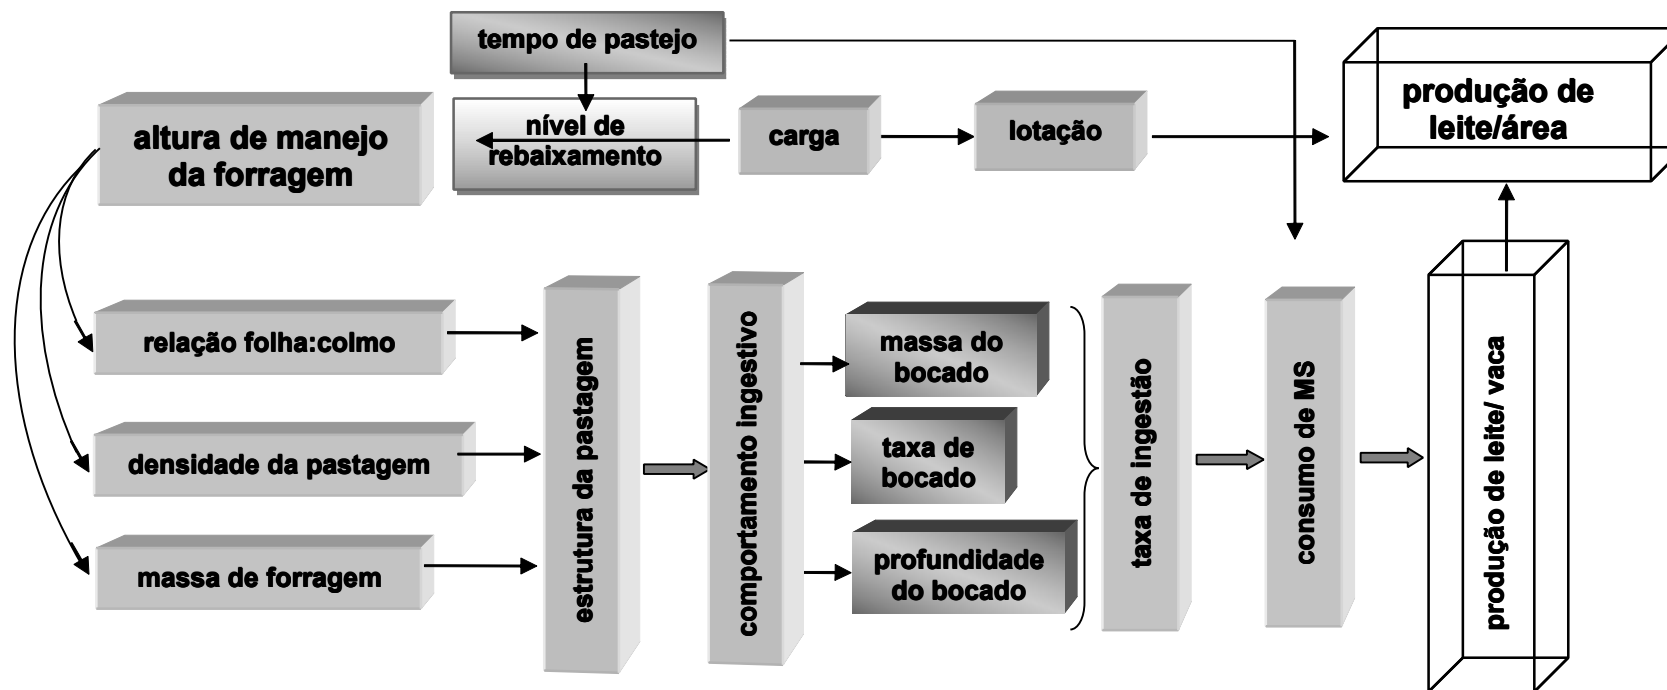 tempo de pastejo
altura de manejo
da forragem
nível de
rebaixamento
carga
lotação
produção de
leite/área
relação folha:colmo
densidade da pastagem
massa de forragem
estrutura da pastagem
comportamento ingestivo
massa do
bocado
taxa de
bocado
profundidade
do bocado
taxa de ingestão
consumo de MS
produção de leite/ vaca